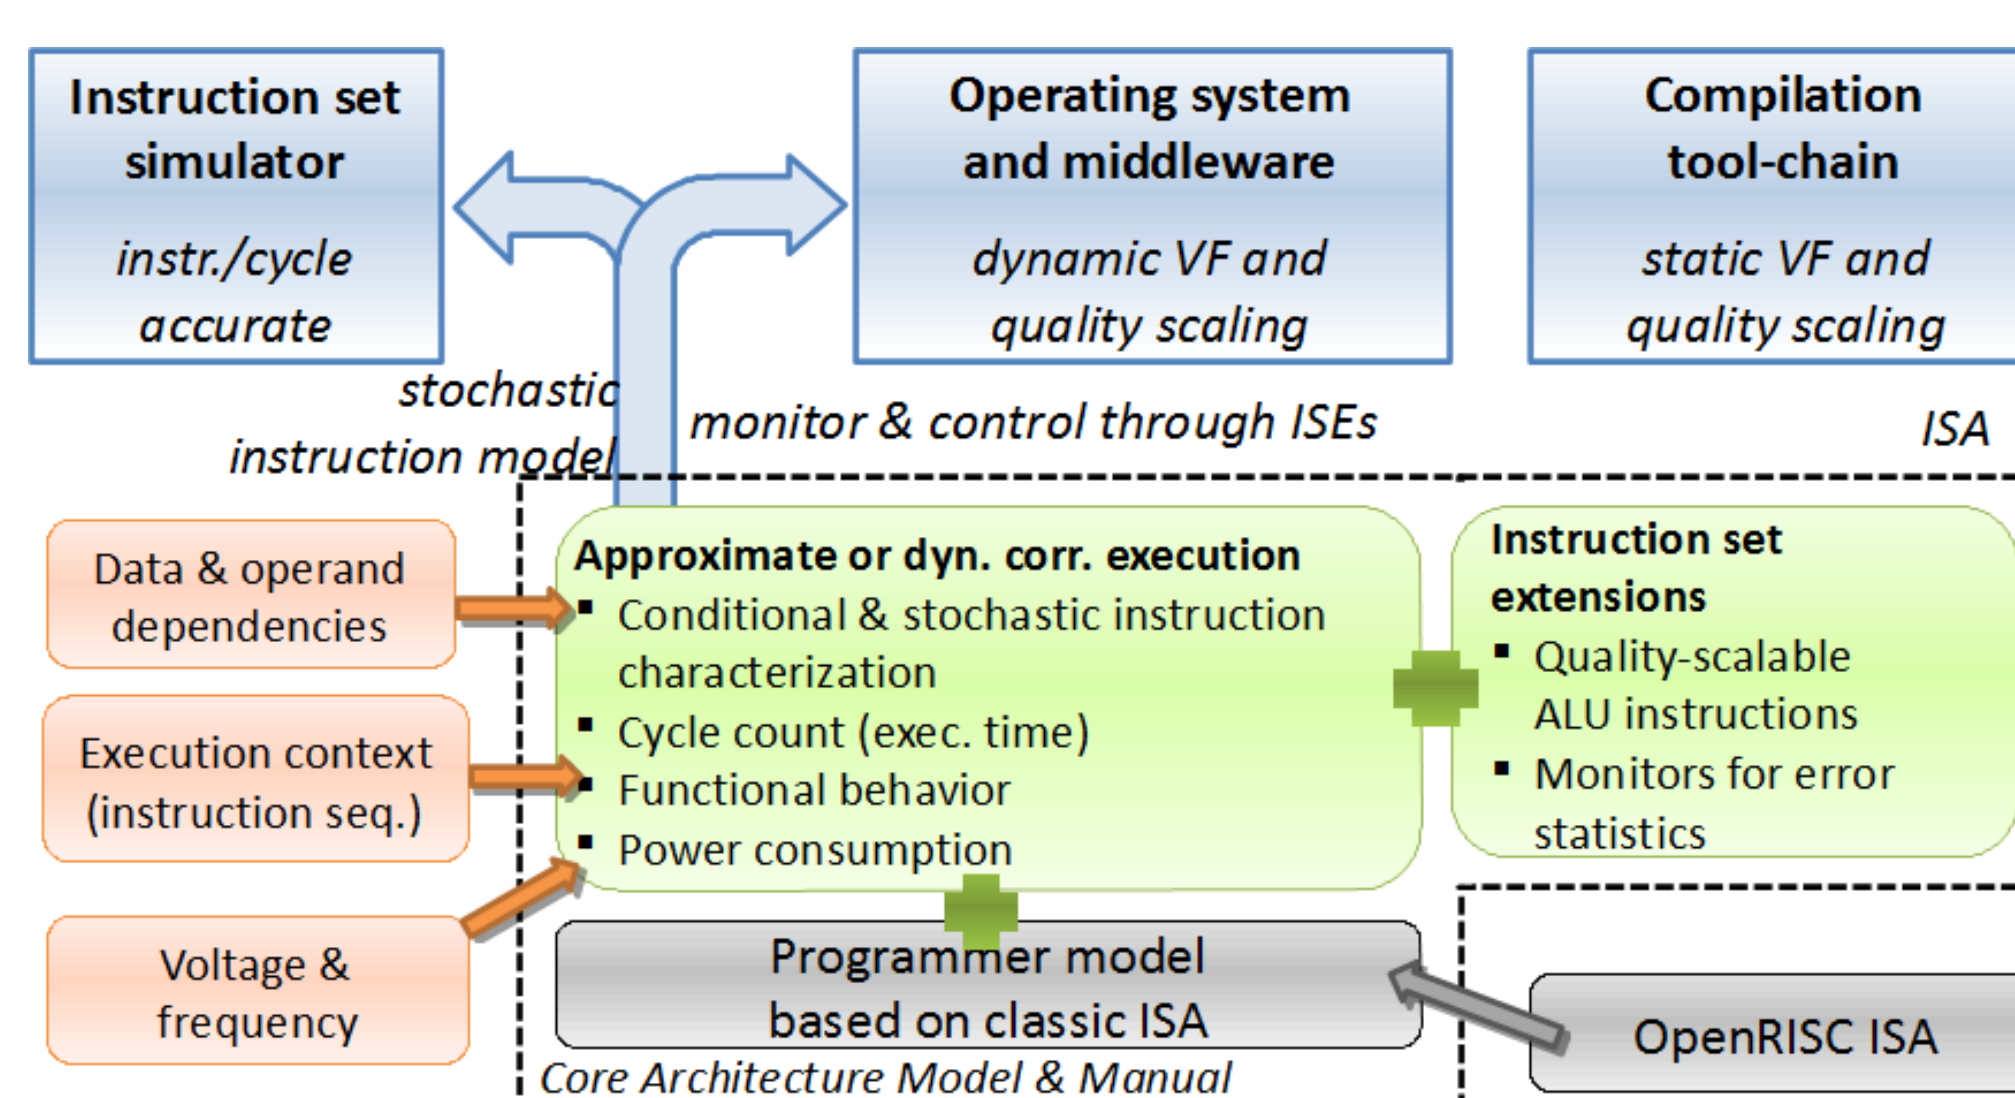 Instruction set
simulator
instr./cycle
accurate
Operating system
and middleware
dynamic VF and
quality scaling
Compilation
tool-chain
static VF and
quality scaling
stochastic
instruction model
monitor & control through ISEs
ISA
Data & operand
dependencies
Execution context
(instruction seq.)
Voltage &
frequency
Approximate or dyn. corr. execution
▪ Conditional & stochastic instruction
characterization
▪ Cycle count (exec. time)
▪ Functional behavior
▪ Power consumption
Instruction set
extensions
▪ Quality-scalable
ALU instructions
▪ Monitors for error
statistics
Programmer model
based on classic ISA
OpenRISC ISA
Core Architecture Model & Manual